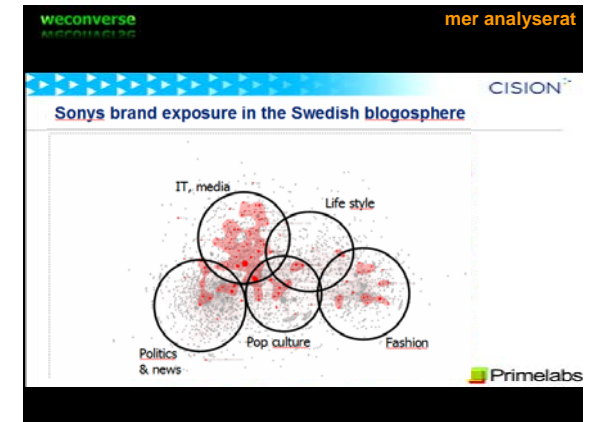 weconverse
mer analyserat
CISION
Sonys brand exposure in the Swedish blogosphere
IT, media
Life style
Pop culture
Fashion
Politics
& news
Primelabs